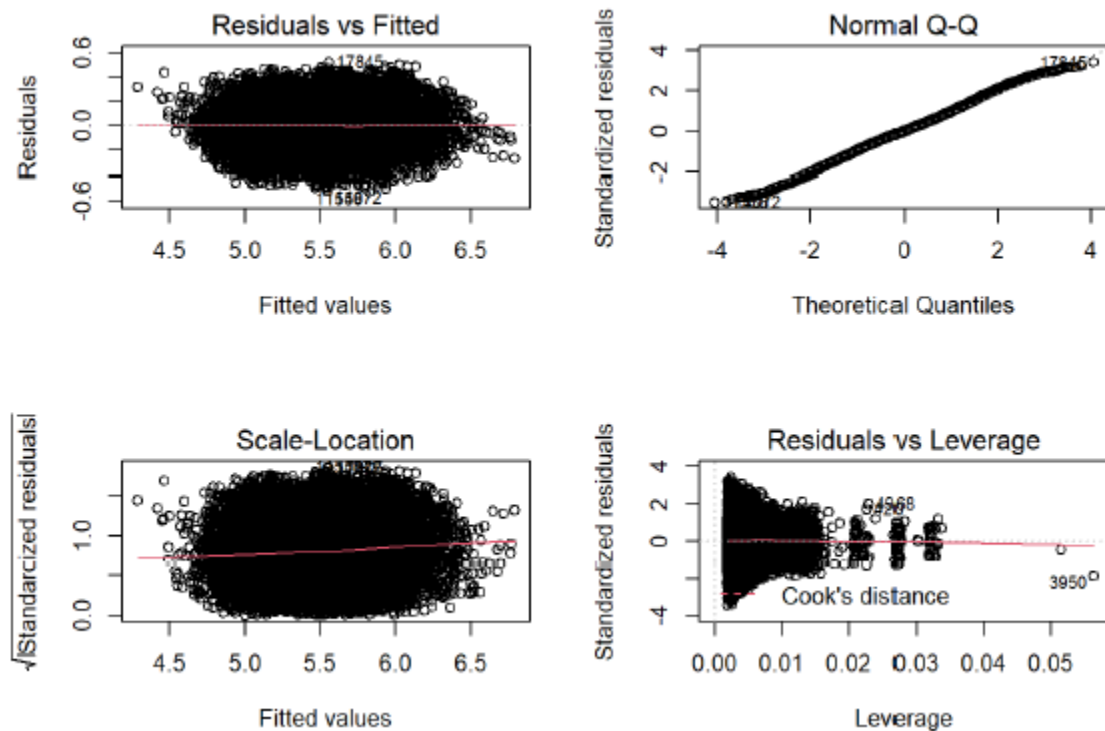 Residuals vs Fitted
Residuals
0.6
0.0
-0.6
17845
4.5 5.0 5.5 6.0 6.5
Fitted values
Normal Q-Q
Standardized residuals
4
2
0
-2
17845
-4 -2 0 2 4
Theoretical Quantiles
Scale-Location
√|Standarcized residuals|
1.0
0.0
4.5 5.0 5.5 6.0 6.5
Fitted values
Residuals vs Leverage
Standardized residuals
4
2
0
-2
-4
3950
Cook's distance
0.00 0.01 0.02 0.03 0.04 0.05
Leverage